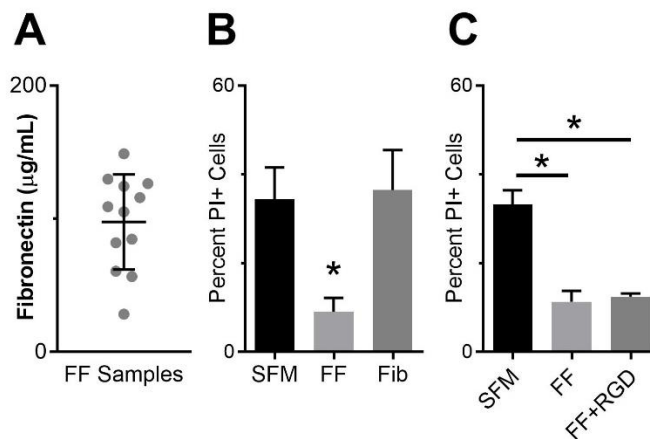 A
200
0
Fibronectin (μg/mL)
FF Samples
B
60
0
Percent PI+ Cells
*
SFM FF Fib
C
60
0
Percent PI+ Cells
*
*
SFM FF FF+RGD